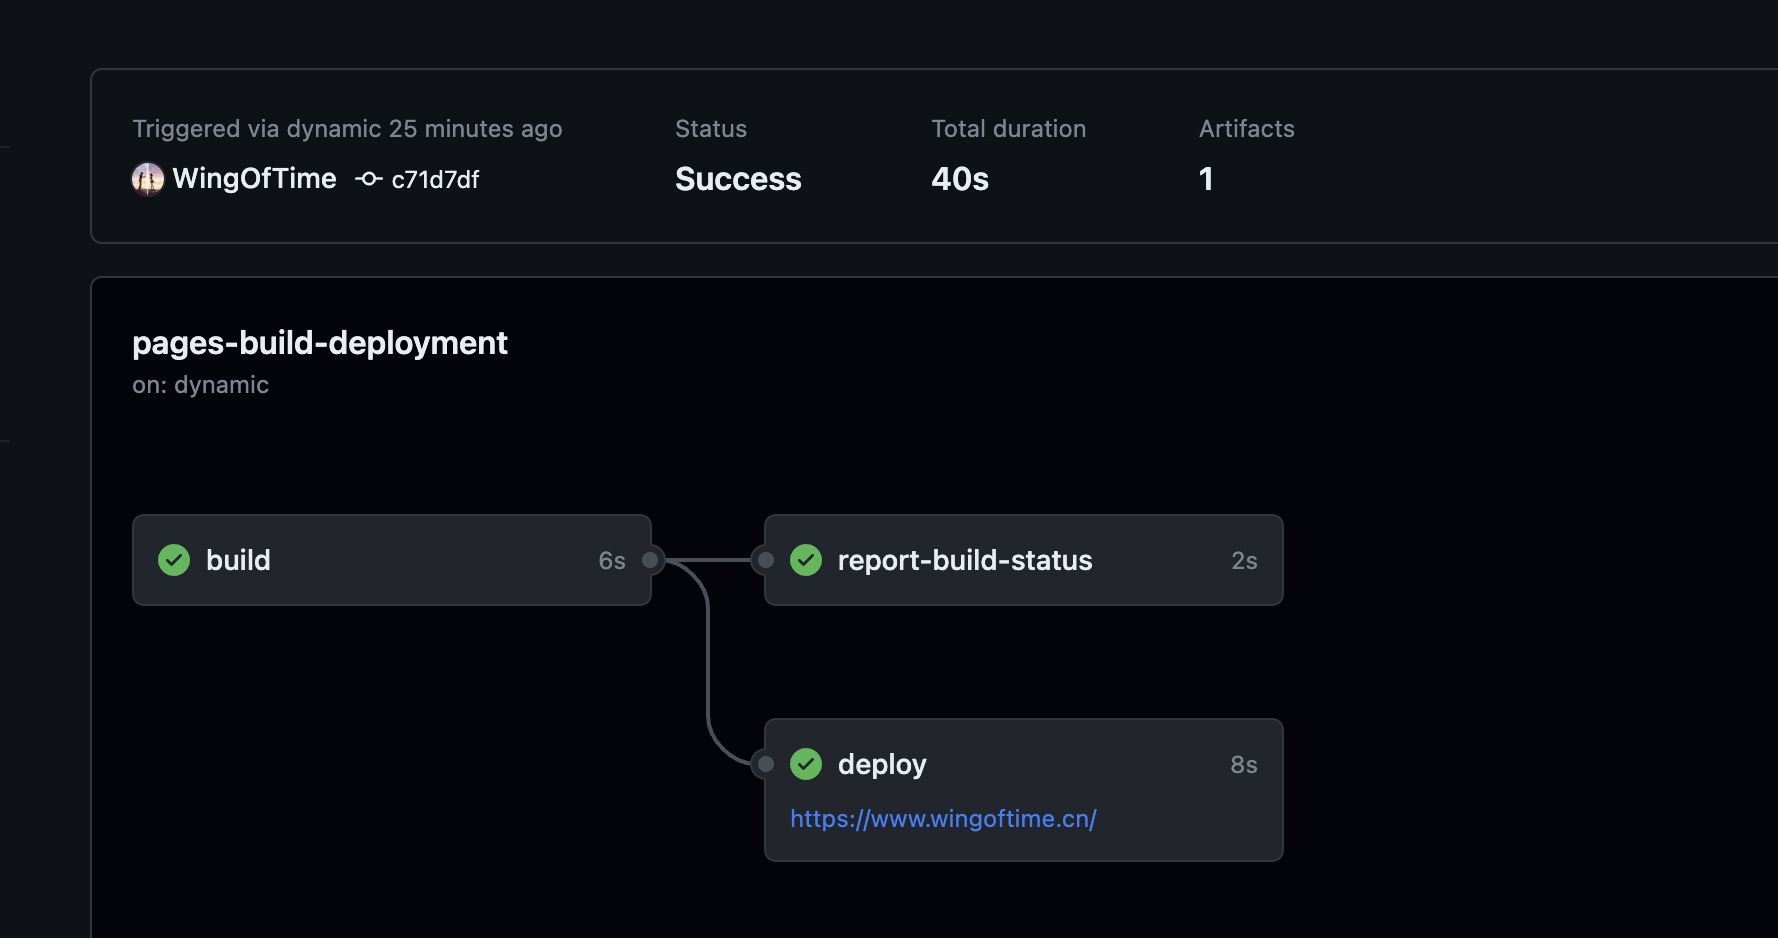 Triggered via dynamic 25 minutes ago
WingOfTime c71d7df
Status
Success
Total duration
40s
Artifacts
1
pages-build-deployment
on: dynamic
build 6s
report-build-status 2s
deploy 8s
https://www.wingoftime.cn/